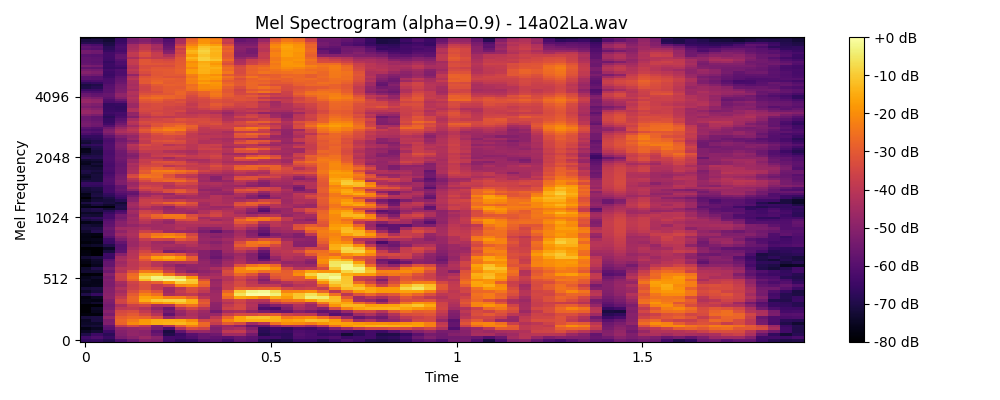 Mel Spectrogram (alpha=0.9) - 14a02La.wav
Mel Frequency
4096
2048
1024
512
0
0
0.5
1
1.5
Time
+0 dB
-10 dB
-20 dB
-30 dB
-40 dB
-50 dB
-60 dB
-70 dB
-80 dB